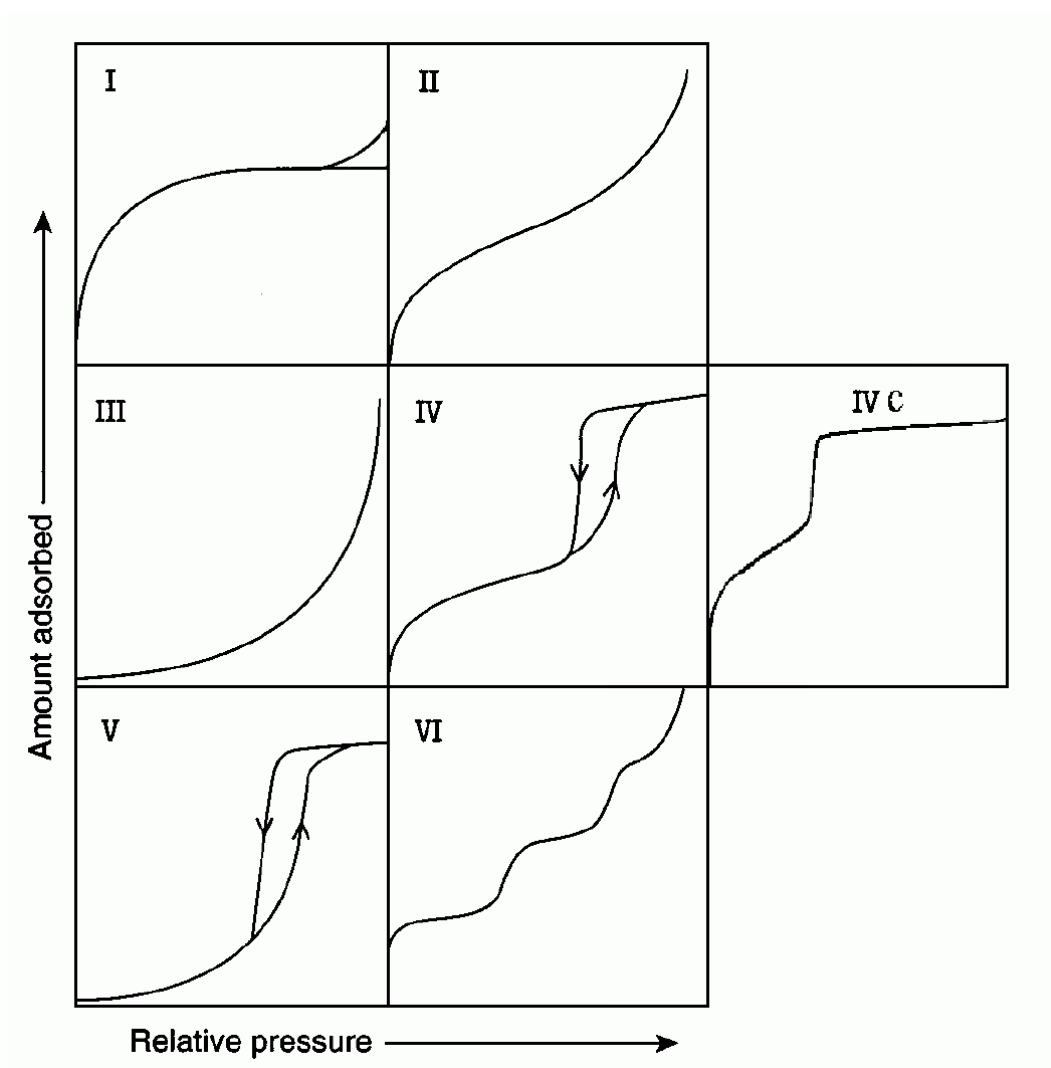 I
II
III
IV
IV C
V
VI
Amount adsorbed
Relative pressure